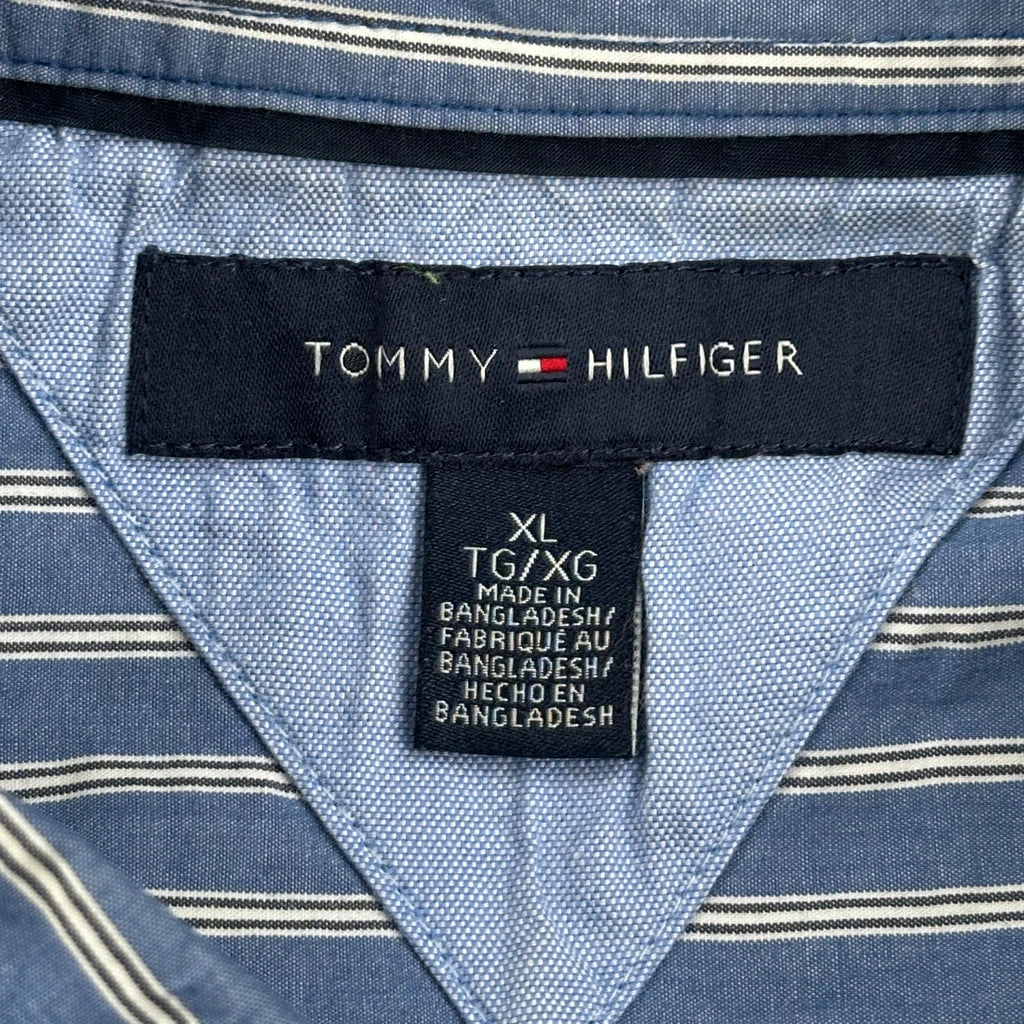 TOMMY HILFIGER
XL
TG/XG
MADE IN
BANGLADESH/
FABRIQUÉ AU
BANGLADESH/
HECHO EN
BANGLADESH